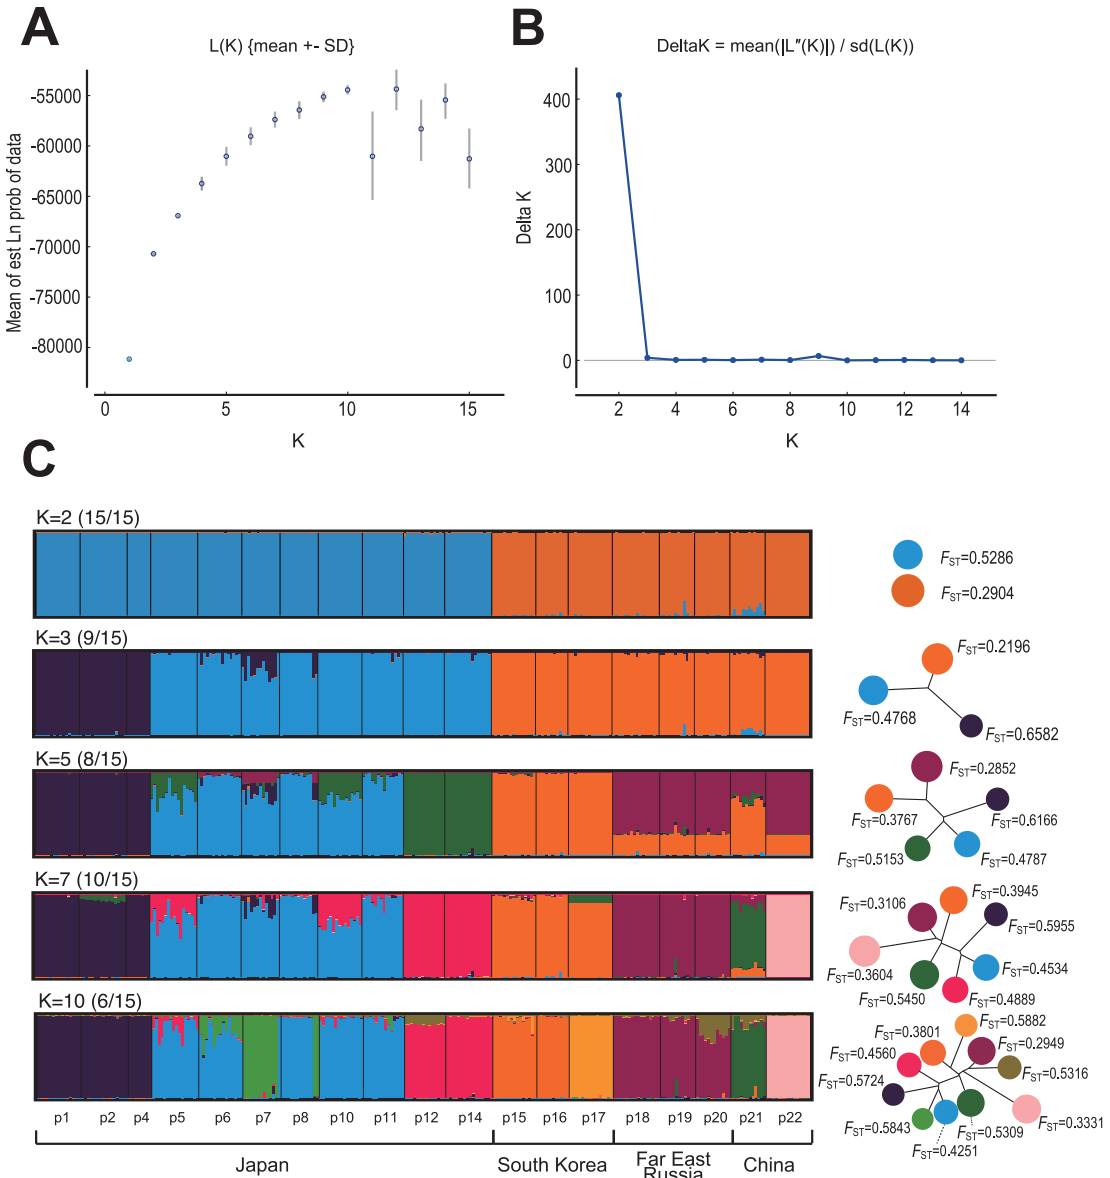 A
L(K) {mean +- SD}
Mean of est Ln prob of data
-55000
-60000
-65000
-70000
-75000
-80000
0
5
10
15
K
B
DeltaK = mean(|L″(K)|) / sd(L(K))
Delta K
400
300
200
100
0
2
4
6
8
10
12
14
K
C
K=2 (15/15)
FST=0.5286
FST=0.2904
K=3 (9/15)
FST=0.2196
FST=0.4768
FST=0.6582
K=5 (8/15)
FST=0.2852
FST=0.3767
FST=0.6166
FST=0.5153
FST=0.4787
K=7 (10/15)
FST=0.3945
FST=0.3106
FST=0.5955
FST=0.3604
FST=0.4534
FST=0.5450
FST=0.4889
K=10 (6/15)
FST=0.5882
FST=0.3801
FST=0.2949
FST=0.4560
FST=0.5316
FST=0.5724
FST=0.3331
FST=0.5843
FST=0.5309
FST=0.4251
p1 p2 p4 p5 p6 p7 p8 p10 p11 p12 p14 p15 p16 p17 p18 p19 p20 p21 p22
Japan
South Korea
Far East
Russia
China